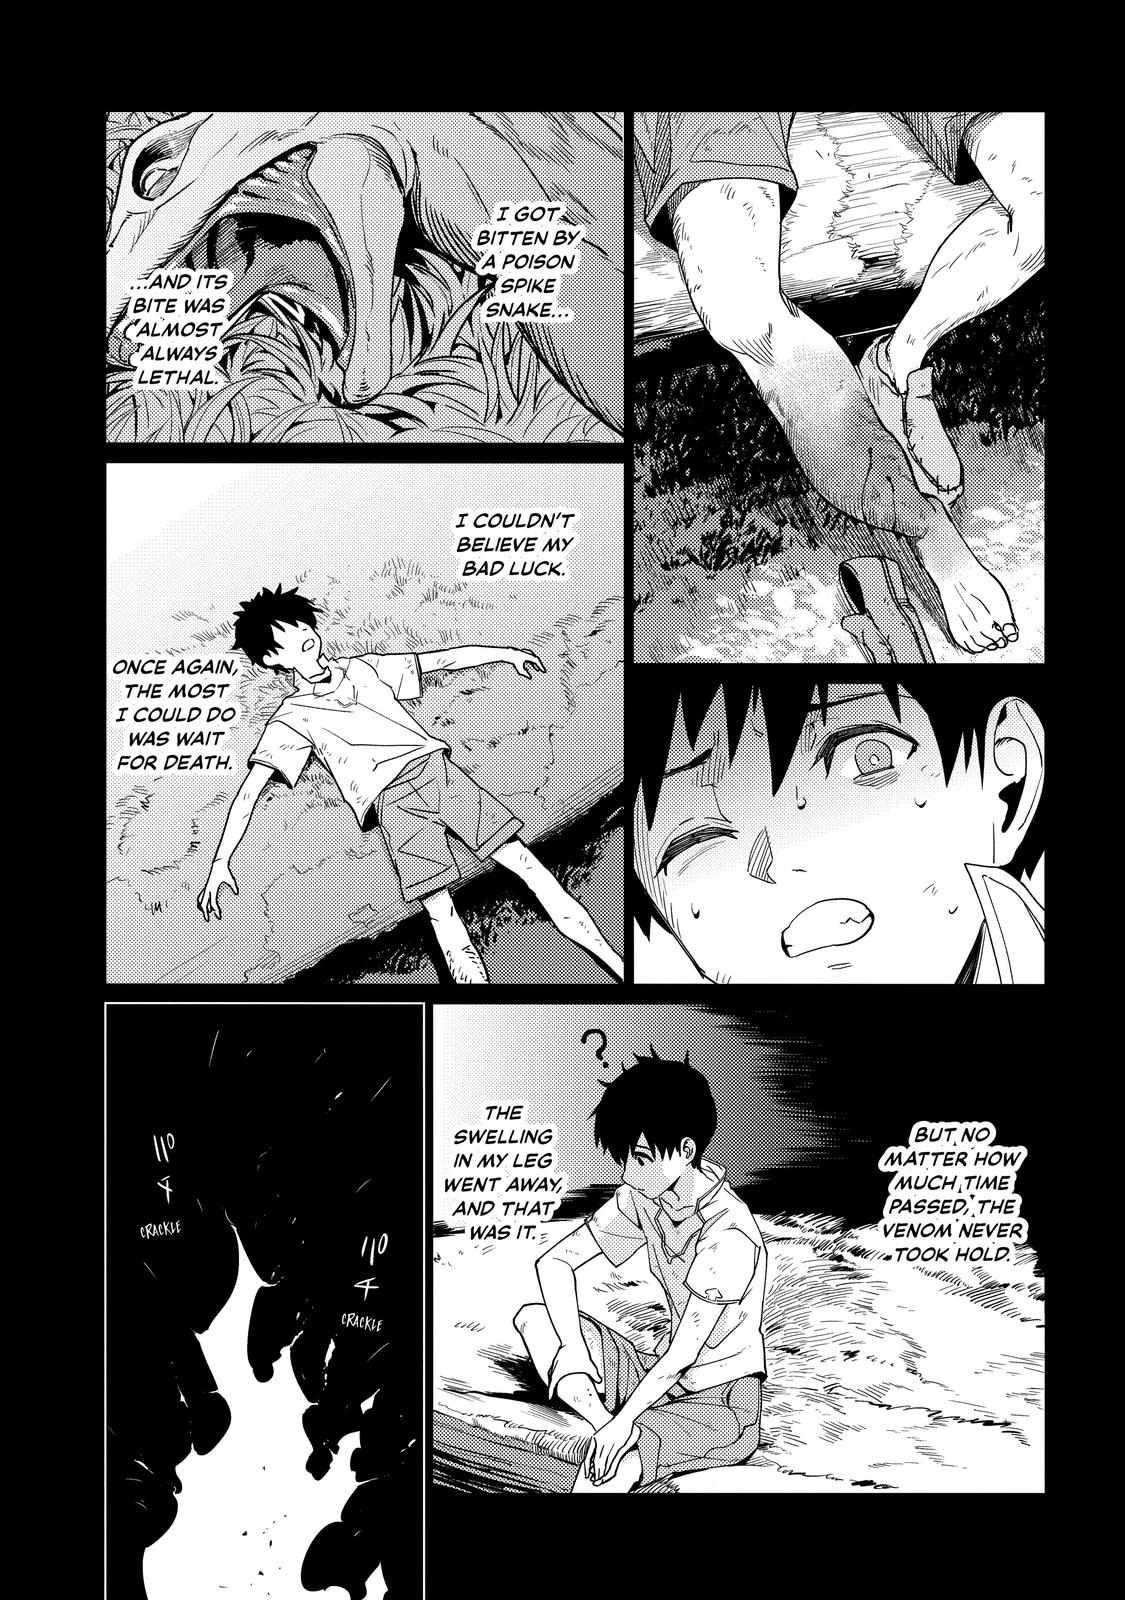 I GOT
BITTEN BY
A POISON
SPIKE
SNAKE...
...AND ITS
BITE WAS
ALMOST
ALWAYS
LETHAL.
I COULDN'T
BELIEVE MY
BAD LUCK.
ONCE AGAIN,
THE MOST
I COULD DO
WAS WAIT
FOR DEATH.
BUT NO
MATTER HOW
MUCH TIME
PASSED, THE
VENOM NEVER
TOOK HOLD.
?
THE
SWELLING
IN MY LEG
WENT AWAY,
AND THAT
WAS IT.
CRACKLE
CRACKLE